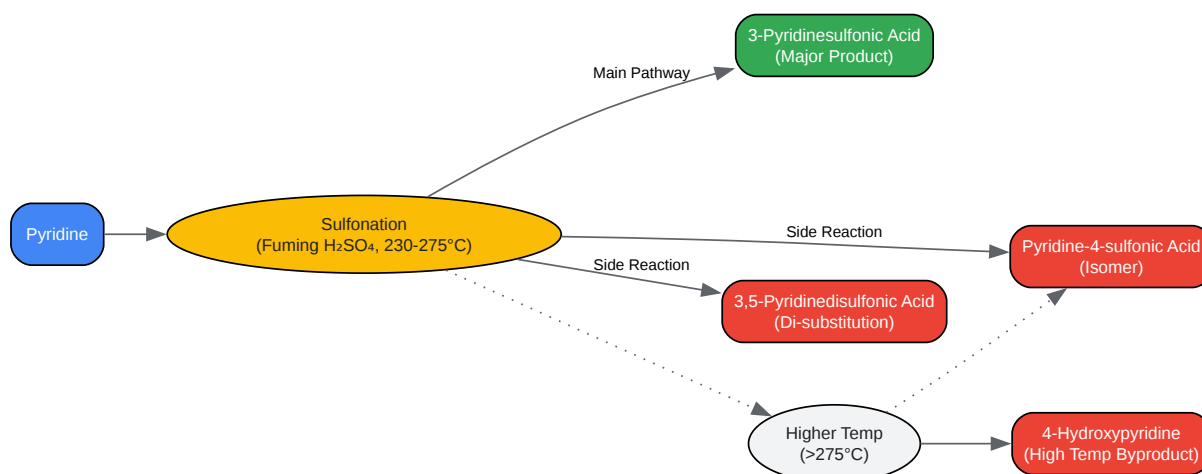 3-Pyridinesulfonic Acid
(Major Product)
Main Pathway
Pyridine
Sulfonation
(Fuming H₂SO₄, 230-275°C)
Side Reaction
Pyridine-4-sulfonic Acid
(Isomer)
Side Reaction
3,5-Pyridinedisulfonic Acid
(Di-substitution)
Higher Temp
(>275°C)
4-Hydroxypyridine
(High Temp Byproduct)